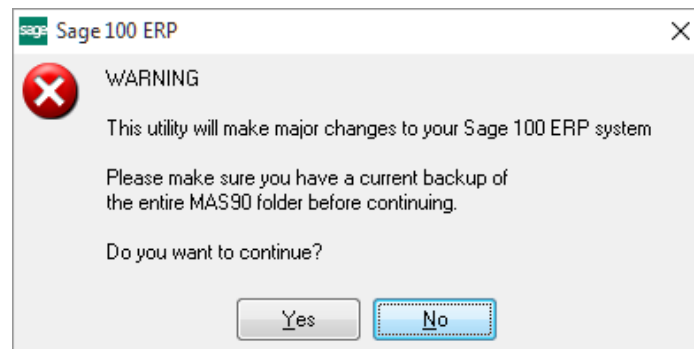 sage Sage 100 ERP
WARNING
This utility will make major changes to your Sage 100 ERP system
Please make sure you have a current backup of
the entire MAS90 folder before continuing.
Do you want to continue?
Yes No